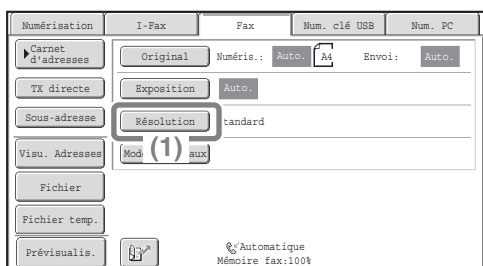 Numérisation I-Fax Fax Num. clé USB Num. PC
Carnet
d'adresses
Original Numéris.: Auto. A4 Envoi: Auto.
TX directe Exposition Auto.
Sous-adresse Résolution tandard
(1)
Visu. Adresses Mod aux
Fichier
Fichier temp.
Prévisualis.
Automatique
Mémoire fax:100%